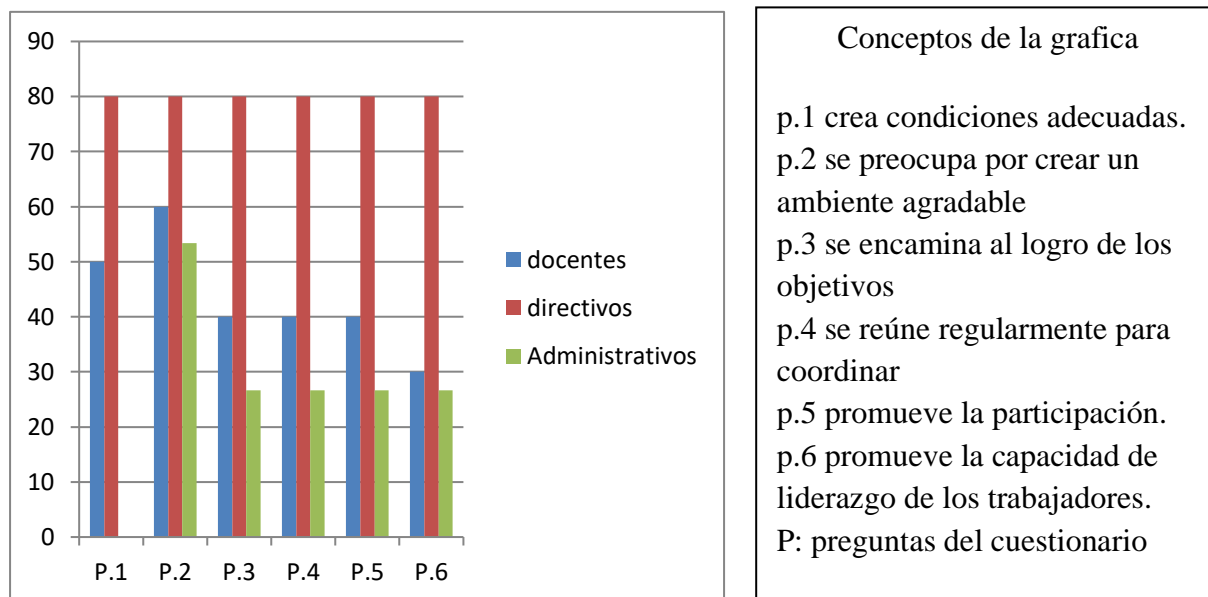 90
80
70
60
50
40
30
20
10
0
P.1 P.2 P.3 P.4 P.5 P.6
docentes
directivos
Administrativos
Conceptos de la grafica
p.1 crea condiciones adecuadas.
p.2 se preocupa por crear un
ambiente agradable
p.3 se encamina al logro de los
objetivos
p.4 se reúne regularmente para
coordinar
p.5 promueve la participación.
p.6 promueve la capacidad de
liderazgo de los trabajadores.
P: preguntas del cuestionario